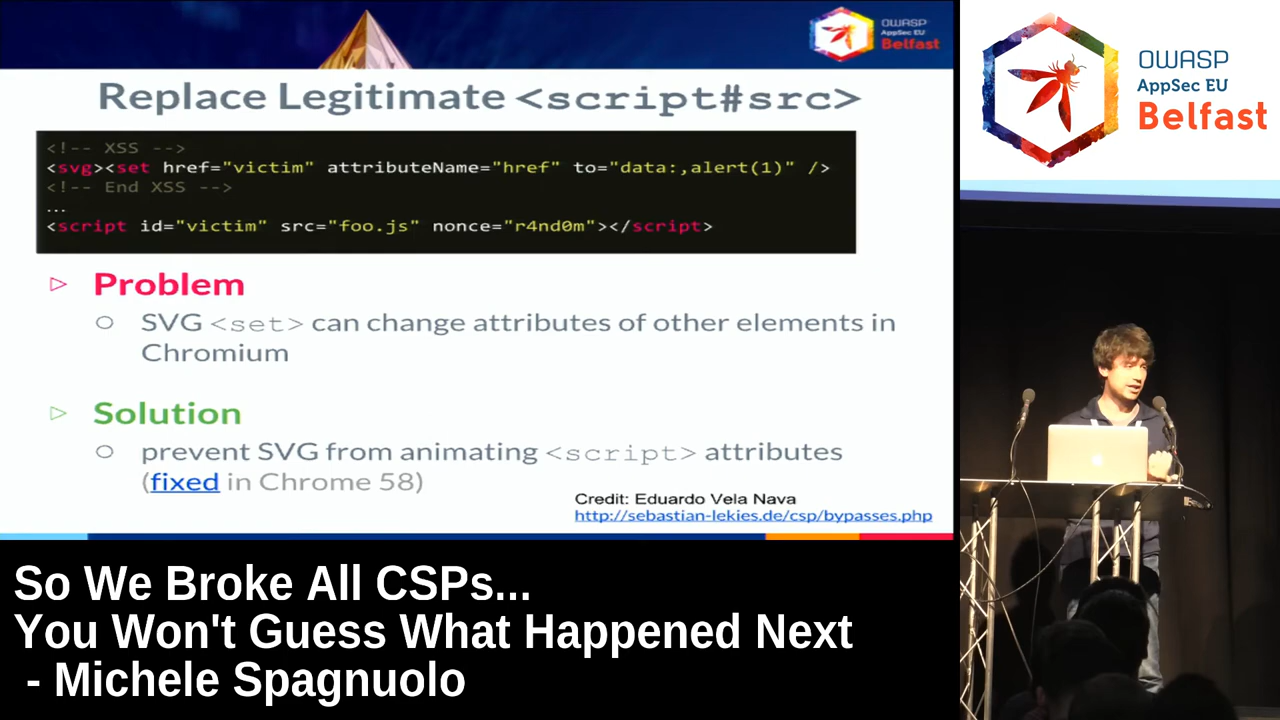 OWASP
AppSec EU
Belfast
Replace Legitimate <script#src>
<!-- XSS -->
<svg><set href="victim" attributeName="href" to="data:,alert(1)" />
<!-- End XSS -->
...
<script id="victim" src="foo.js" nonce="r4nd0m"></script>
Problem
SVG <set> can change attributes of other elements in
Chromium
Solution
prevent SVG from animating <script> attributes
(fixed in Chrome 58)
Credit: Eduardo Vela Nava
http://sebastian-lekies.de/csp/bypasses.php
OWASP
AppSec EU
Belfast
So We Broke All CSPs...
You Won't Guess What Happened Next
- Michele Spagnuolo